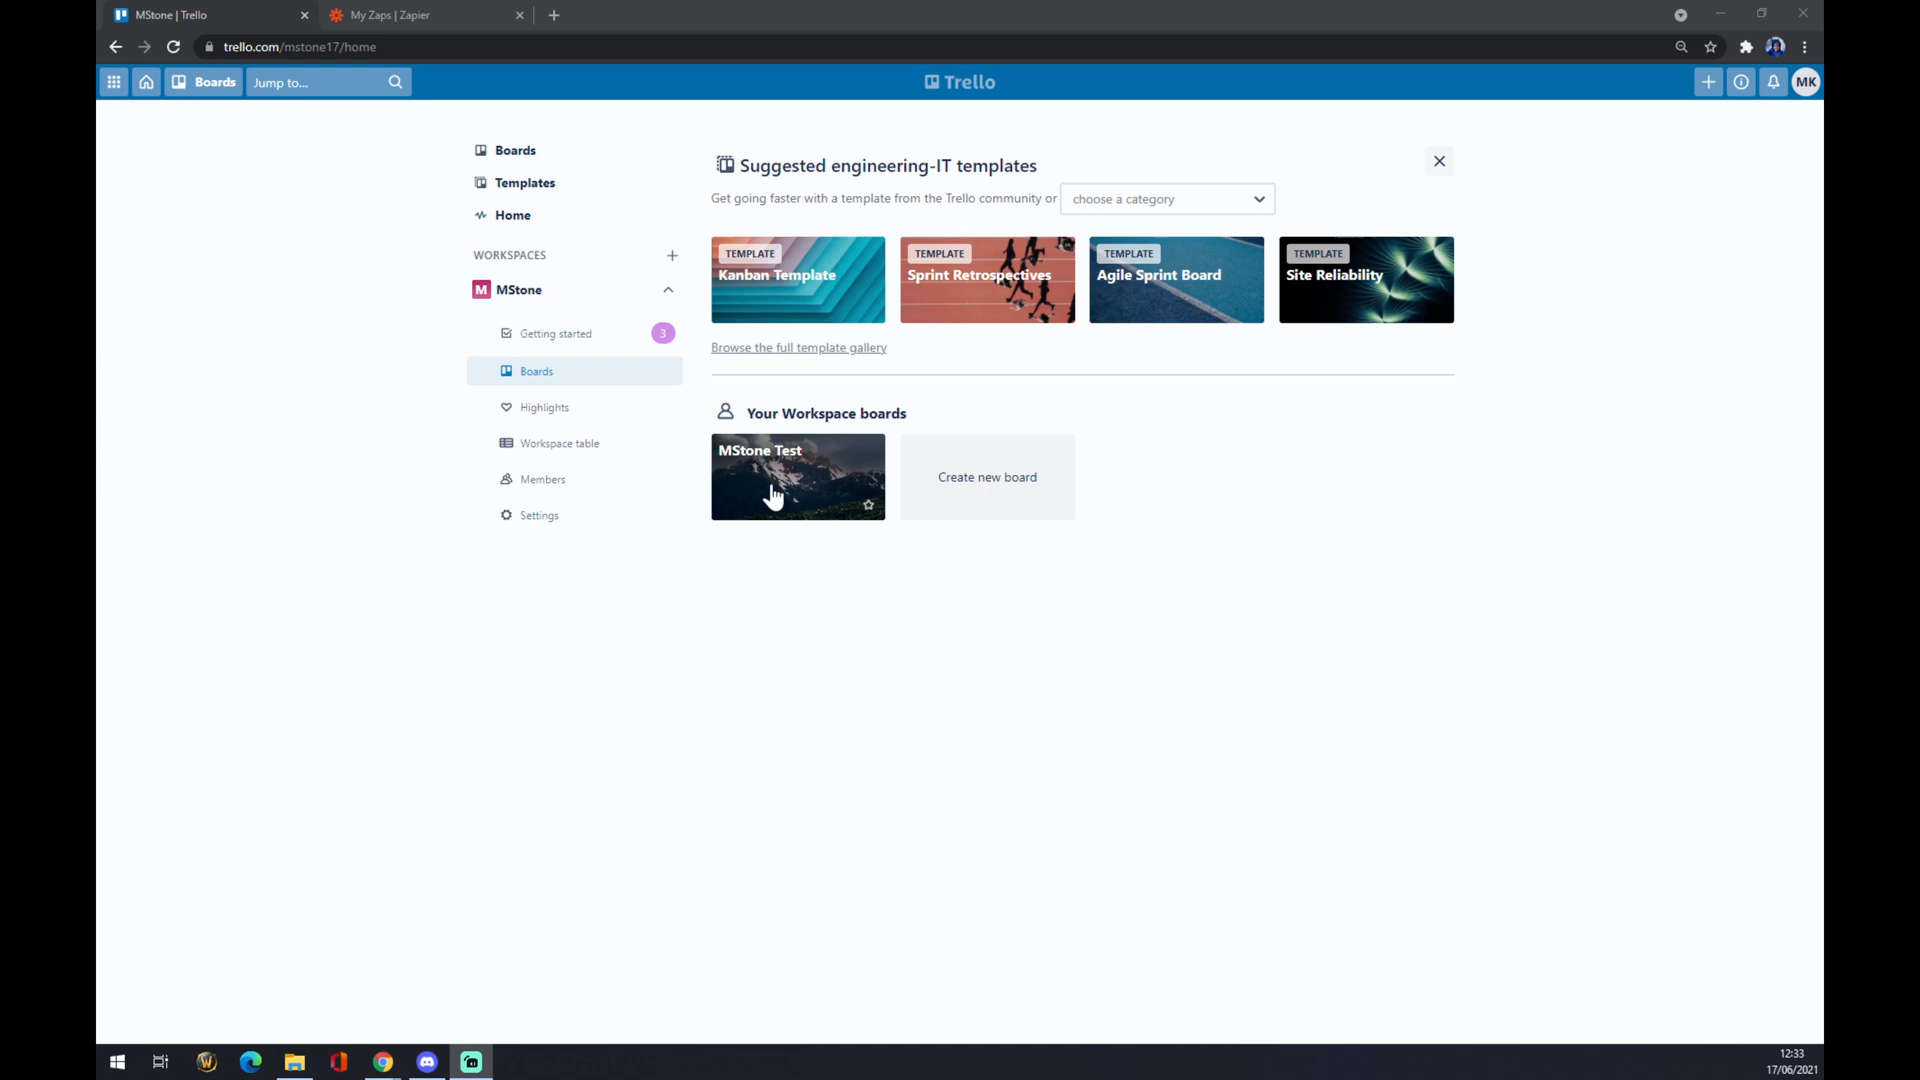 MStone | Trello
My Zaps | Zapier
trello.com/mstone17/home
Boards
Jump to...
Trello
MK
Boards
Templates
Home
WORKSPACES
M MStone
Getting started
3
Boards
Highlights
Workspace table
Members
Settings
Suggested engineering-IT templates
Get going faster with a template from the Trello community or
choose a category
TEMPLATE
Kanban Template
TEMPLATE
Sprint Retrospectives
TEMPLATE
Agile Sprint Board
TEMPLATE
Site Reliability
Browse the full template gallery
Your Workspace boards
MStone Test
Create new board
12:33
17/06/2021